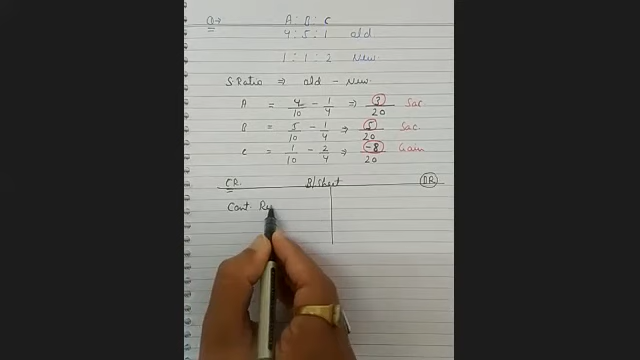 Q→ A : B : C
4 : 5 : 1 old
1 : 1 : 2 New
S. Ratio ⇒ old - New
A = 4/10 - 1/4 ⇒ 3/20 Sac
B = 5/10 - 1/4 ⇒ 5/20 Sac.
C = 1/10 - 2/4 ⇒ -8/20 Gain
CR. B/Sheet DR
Cont